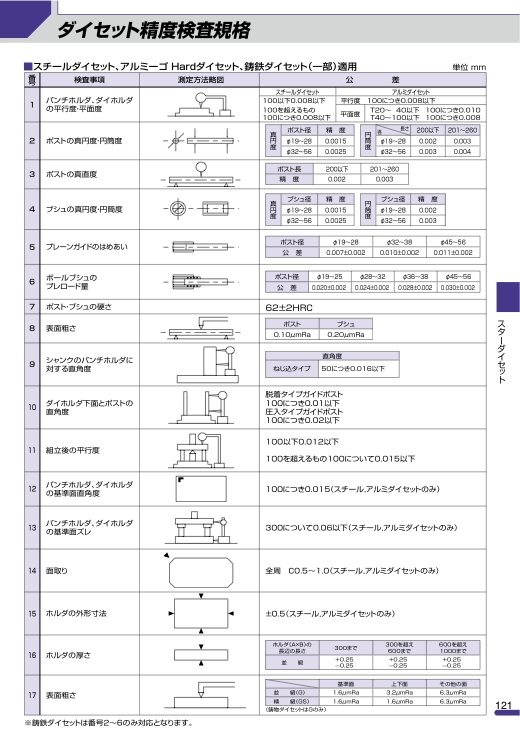 ダイセット精度検査規格
■スチールダイセット、アルミーゴ Hardダイセット、鋳鉄ダイセット（一部）適用
単位 mm
番号 検査事項 測定方法略図 公　差
1 パンチホルダ、ダイホルダの平行度・平面度
スチールダイセット アルミダイセット
100以下0.008以下 平行度 100につき0.008以下
100を超えるもの 100につき0.008以下
平面度 T20～ 40以下 100につき0.010
T40～100以下 100につき0.008
2 ポストの真円度・円筒度
真円度 ポスト径 精　度
φ19~28 0.0015
φ32~56 0.0025
円筒度 径 長さ 200以下 201~260
φ19~28 0.002 0.003
φ32~56 0.003 0.004
3 ポストの真直度
ポスト長 200以下 201~260
精　度 0.002 0.003
4 ブシュの真円度・円筒度
真円度 ブシュ径 精　度
φ19~28 0.0015
φ32~56 0.0025
円筒度 ブシュ径 精　度
φ19~28 0.002
φ32~56 0.003
5 プレーンガイドのはめあい
ポスト径 φ19~28 φ32~38 φ45~56
公　差 0.007±0.002 0.010±0.002 0.011±0.002
6 ボールブシュのプレロード量
ポスト径 φ19~25 φ28~32 φ36~38 φ45~56
公　差 0.020±0.002 0.024±0.002 0.028±0.002 0.030±0.002
7 ポスト・ブシュの硬さ 62±2HRC
8 表面粗さ
ポスト ブシュ
0.10μmRa 0.20μmRa
9 シャンクのパンチホルダに対する直角度
直角度
ねじ込タイプ 50につき0.016以下
10 ダイホルダ下面とポストの直角度
脱着タイプガイドポスト
100につき0.01以下
圧入タイプガイドポスト
100につき0.02以下
11 組立後の平行度
100以下0.012以下
100を超えるもの100について0.015以下
12 パンチホルダ、ダイホルダの基準面直角度
100につき0.015（スチール、アルミダイセットのみ）
13 パンチホルダ、ダイホルダの基準面ズレ
300について0.06以下（スチール、アルミダイセットのみ）
14 面取り
全周　C0.5～1.0（スチール、アルミダイセットのみ）
15 ホルダの外形寸法
±0.5（スチール、アルミダイセットのみ）
16 ホルダの厚さ
ホルダ（A×B）の長辺の長さ 300まで 300を超え600まで 600を超え1000まで
並　級 +0.25 −0.25 +0.25 −0.25 +0.25 −0.25
17 表面粗さ
基準面 上下面 その他の面
並　級（G） 1.6μmRa 3.2μmRa 6.3μmRa
精　級（GS） 1.6μmRa 1.6μmRa 6.3μmRa
（鋳物ダイセットはGのみ）
※鋳鉄ダイセットは番号2～6のみ対応となります。
スターダイセット
121